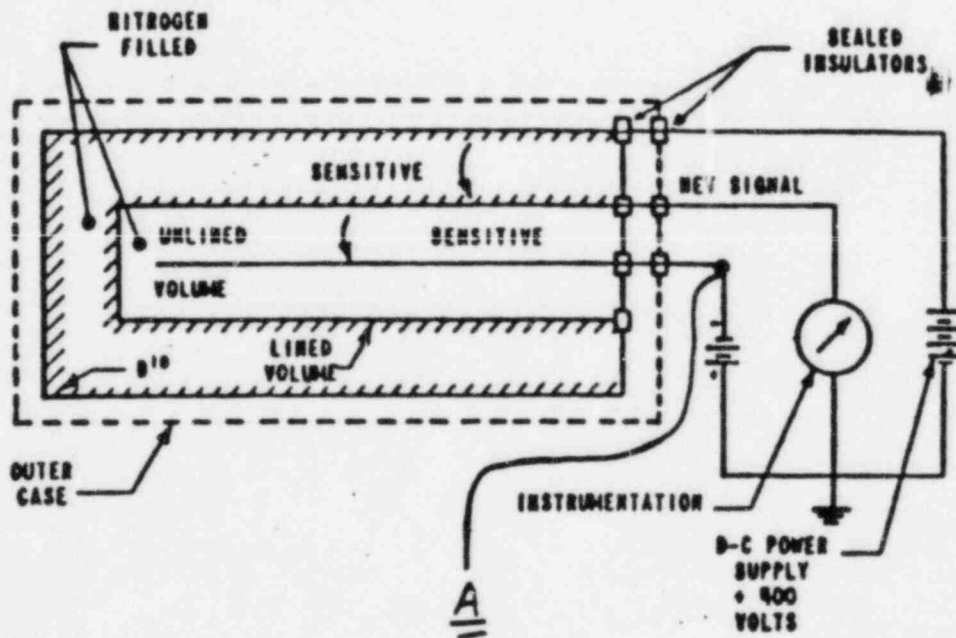 NITROGEN
FILLED
SEALED
INSULATORS
SENSITIVE
NEV SIGNAL
UNLINED
SENSITIVE
VOLUME
LINED
VOLUME
B¹⁰
OUTER
CASE
INSTRUMENTATION
D-C POWER
SUPPLY
+ 400
VOLTS
- 
+
A